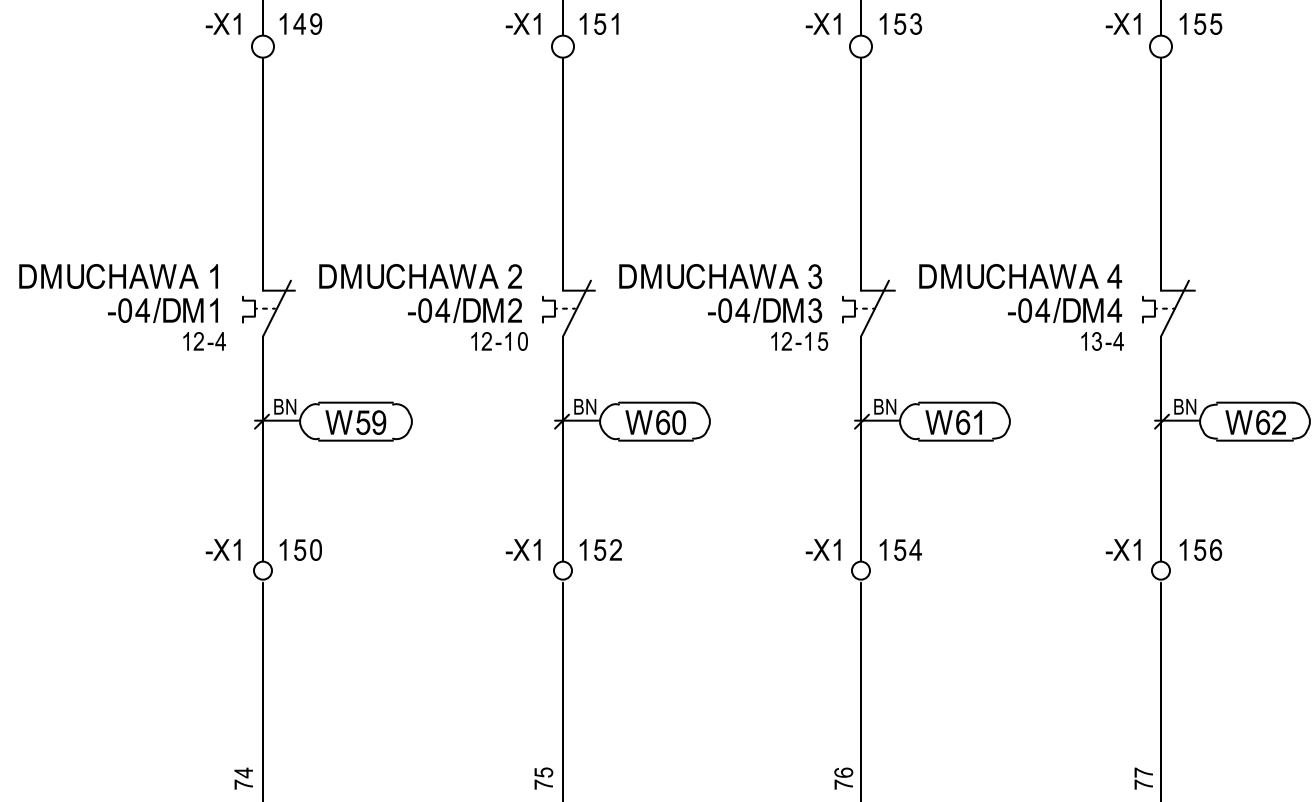 -X1 149 -X1 151 -X1 153 -X1 155
DMUCHAWA 1 DMUCHAWA 2 DMUCHAWA 3 DMUCHAWA 4
-04/DM1 -04/DM2 -04/DM3 -04/DM4
12-4 12-10 12-15 13-4
BN W59 BN W60 BN W61 BN W62
-X1 150 -X1 152 -X1 154 -X1 156
74 75 76 77